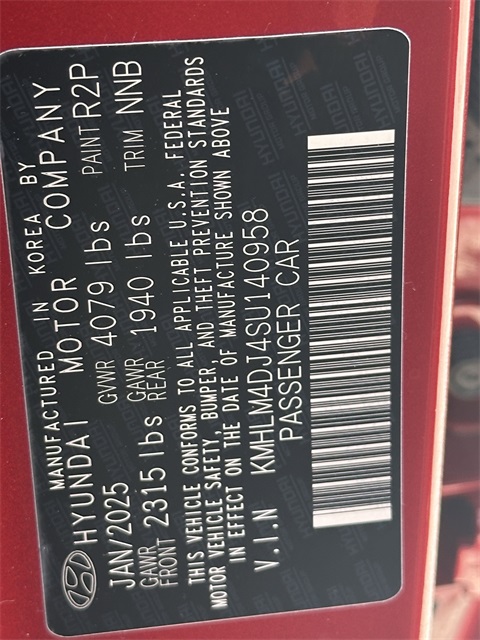 MANUFACTURED IN KOREA BY
HYUNDAI MOTOR COMPANY
JAN/2025 GVWR 4079 lbs PAINT R2P
GAWR FRONT 2315 lbs GAWR REAR 1940 lbs TRIM NNB
THIS VEHICLE CONFORMS TO ALL APPLICABLE U.S.A. FEDERAL
MOTOR VEHICLE SAFETY, BUMPER, AND THEFT PREVENTION STANDARDS
IN EFFECT ON THE DATE OF MANUFACTURE SHOWN ABOVE
V.I.N KMHLM4DJ4SU140958
PASSENGER CAR